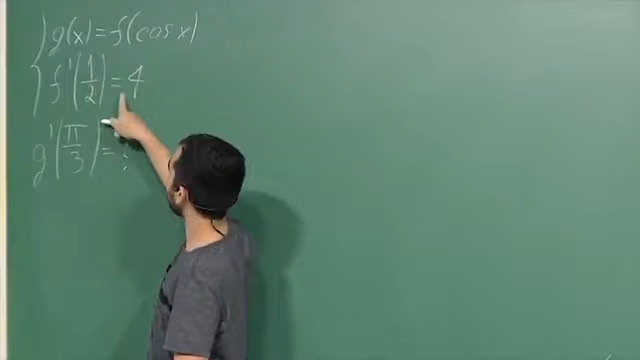 ) g(x) = f(cos x)
) f'(1/2) = 4
g'(π/3) = ?